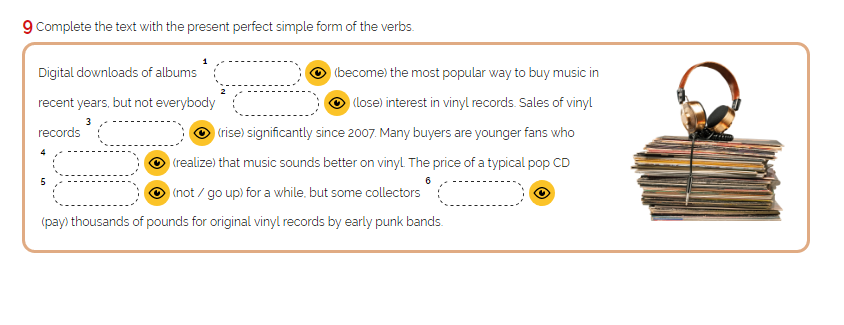 9 Complete the text with the present perfect simple form of the verbs.
Digital downloads of albums 1 (become) the most popular way to buy music in
recent years, but not everybody 2 (lose) interest in vinyl records. Sales of vinyl
records 3 (rise) significantly since 2007. Many buyers are younger fans who
4 (realize) that music sounds better on vinyl. The price of a typical pop CD
5 (not / go up) for a while, but some collectors 6
(pay) thousands of pounds for original vinyl records by early punk bands.